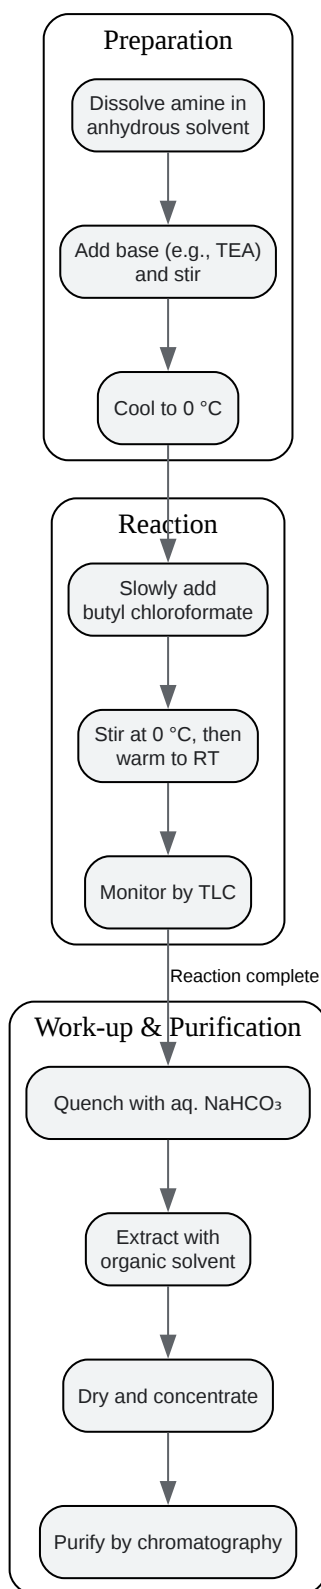 Preparation
Dissolve amine in
anhydrous solvent
Add base (e.g., TEA)
and stir
Cool to 0 °C
Reaction
Slowly add
butyl chloroformate
Stir at 0 °C, then
warm to RT
Monitor by TLC
Reaction complete
Work-up & Purification
Quench with aq. NaHCO₃
Extract with
organic solvent
Dry and concentrate
Purify by chromatography